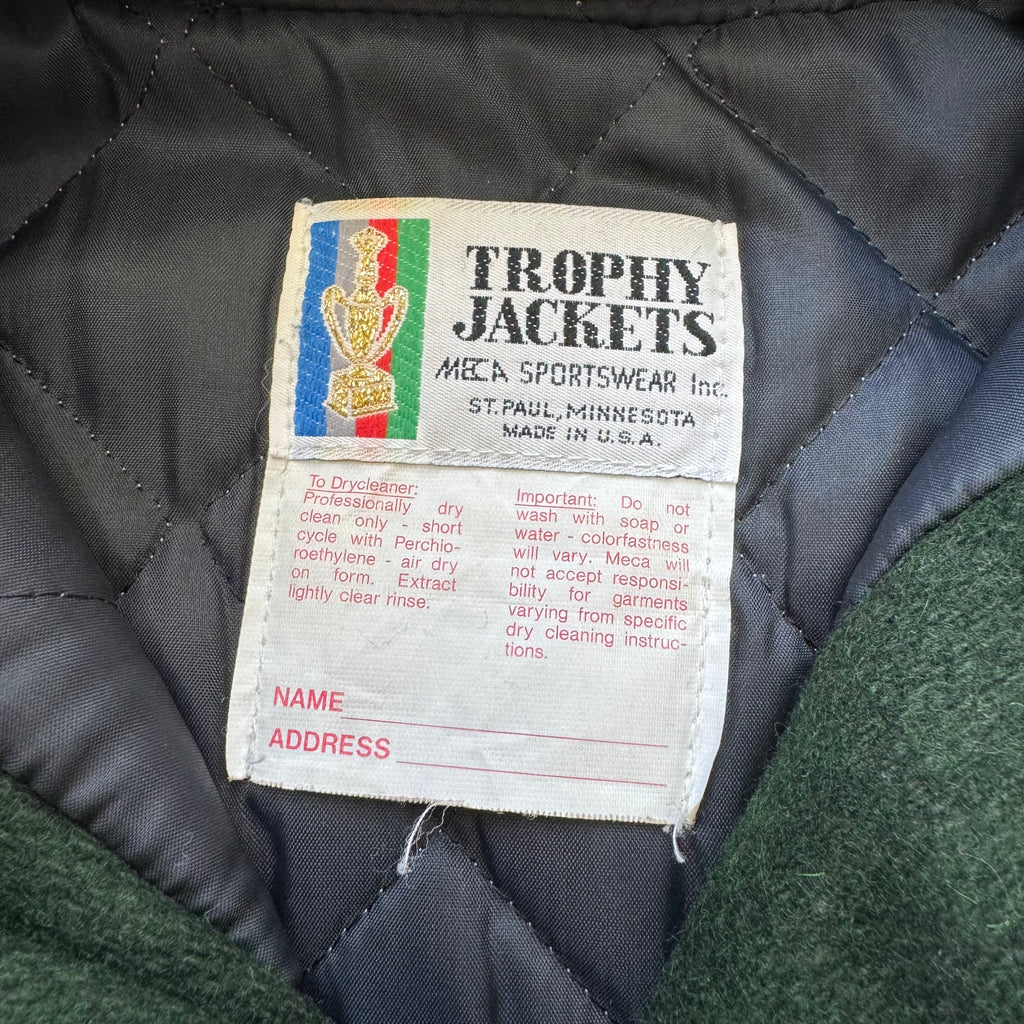 TROPHY
JACKETS
MECA SPORTSWEAR Inc.
ST. PAUL, MINNESOTA
MADE IN U.S.A.
To Drycleaner:
Professionally dry
clean only - short
cycle with Perchlo-
roethylene - air dry
on form. Extract
lightly clear rinse.
Important: Do not
wash with soap or
water - colorfastness
will vary. Meca will
not accept responsi-
bility for garments
varying from specific
dry cleaning instruc-
tions.
NAME
ADDRESS